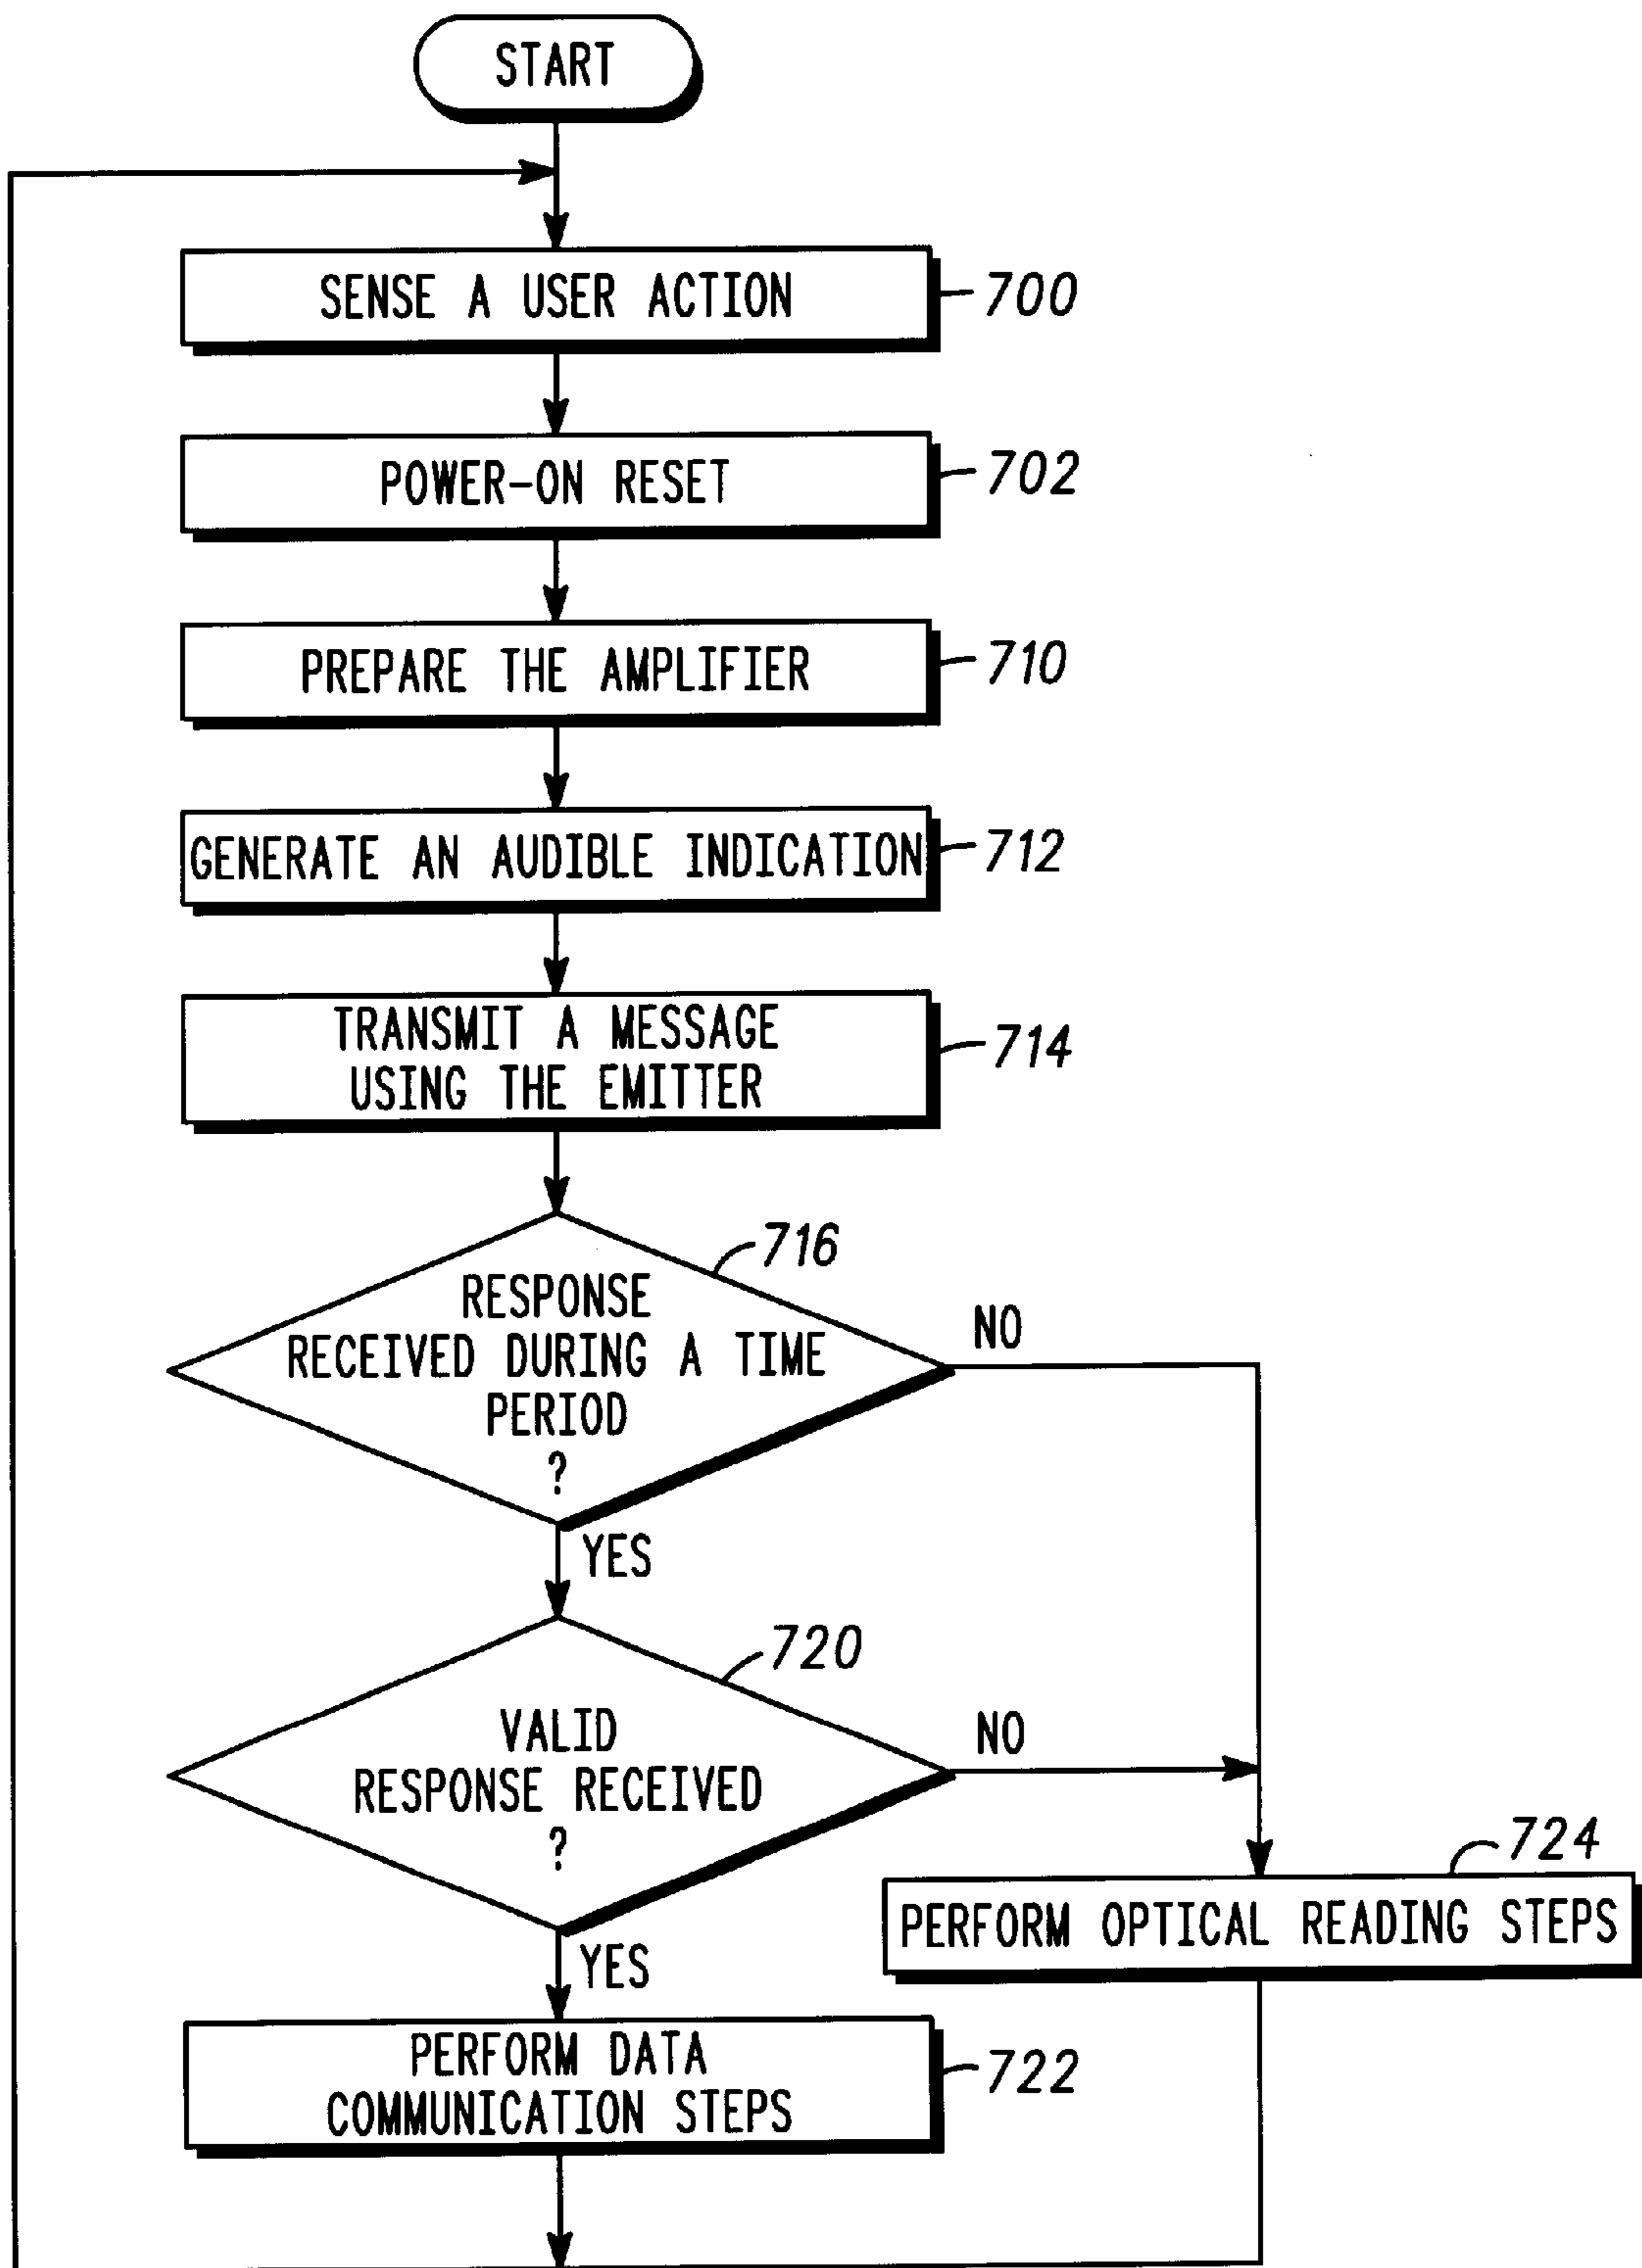 START
SENSE A USER ACTION
700
POWER-ON RESET
702
PREPARE THE AMPLIFIER
710
GENERATE AN AUDIBLE INDICATION
712
TRANSMIT A MESSAGE
USING THE EMITTER
714
716
RESPONSE
RECEIVED DURING A TIME
PERIOD
?
NO
YES
720
VALID
RESPONSE RECEIVED
?
NO
YES
724
PERFORM OPTICAL READING STEPS
PERFORM DATA
COMMUNICATION STEPS
722